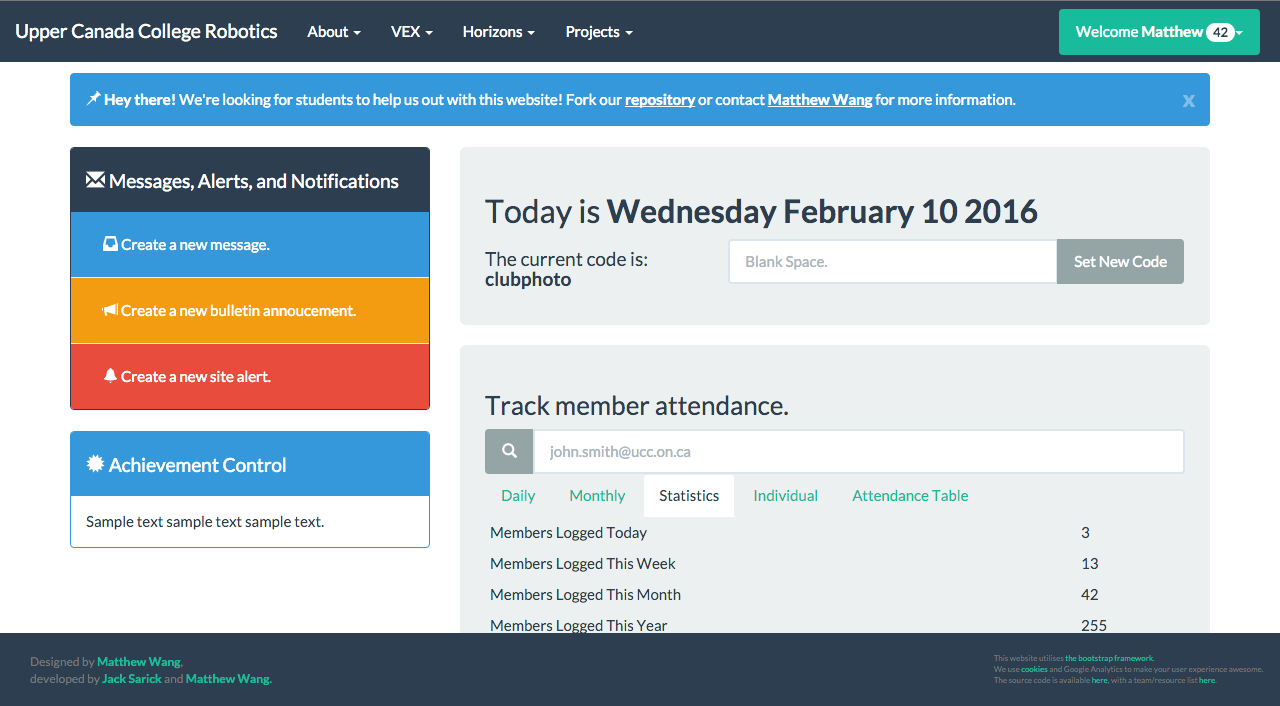 Upper Canada College Robotics About VEX Horizons Projects Welcome Matthew 42
Hey there! We're looking for students to help us out with this website! Fork our repository or contact Matthew Wang for more information. x
Messages, Alerts, and Notifications
Create a new message.
Create a new bulletin annoucement.
Create a new site alert.
Achievement Control
Sample text sample text sample text.
Today is Wednesday February 10 2016
The current code is:
clubphoto
Blank Space. Set New Code
Track member attendance.
john.smith@ucc.on.ca
Daily Monthly Statistics Individual Attendance Table
Members Logged Today 3
Members Logged This Week 13
Members Logged This Month 42
Members Logged This Year 255
Designed by Matthew Wang,
developed by Jack Sarick and Matthew Wang.
This website utilises the bootstrap framework.
We use cookies and Google Analytics to make your user experience awesome.
The source code is available here, with a team/resource list here.